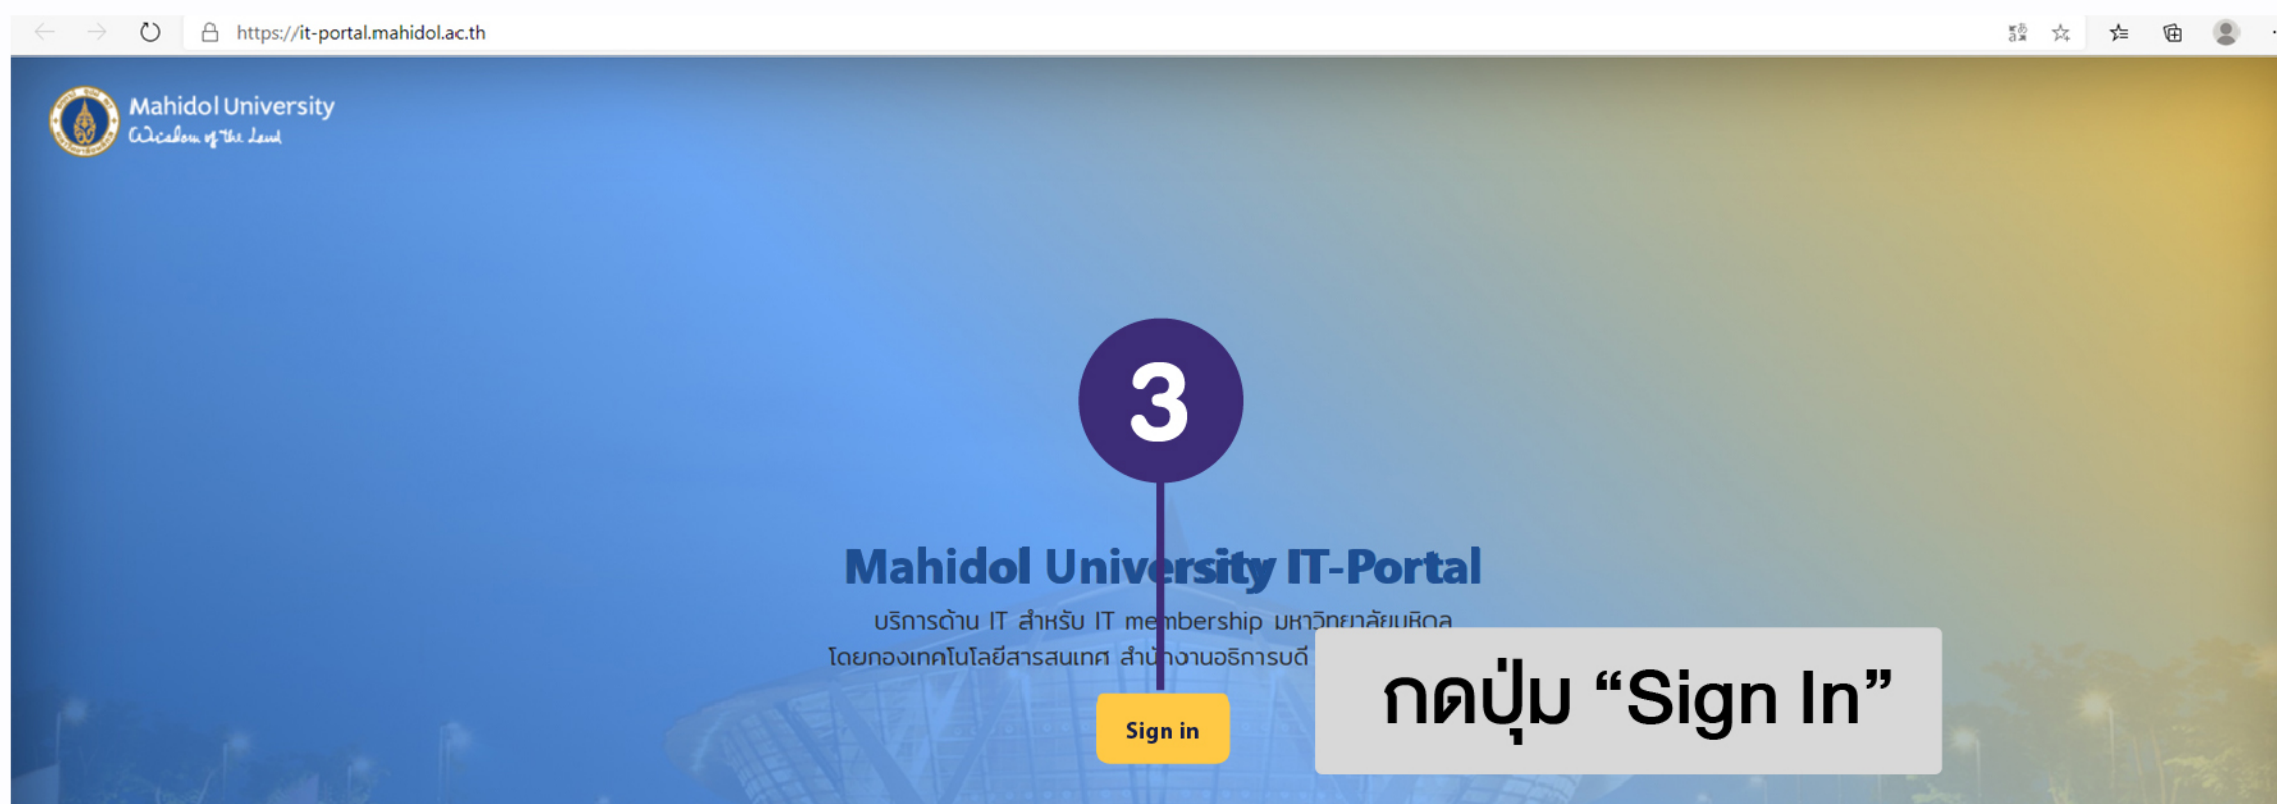 https://it-portal.mahidol.ac.th
Mahidol University
Wisdom of the Land
3
Mahidol University IT-Portal
บริการด้าน IT สำหรับ IT membership มหาวิทยาลัยมหิดล
โดยกองเทคโนโลยีสารสนเทศ สำนักงานอธิการบดี
กดปุ่ม “Sign In”
Sign in